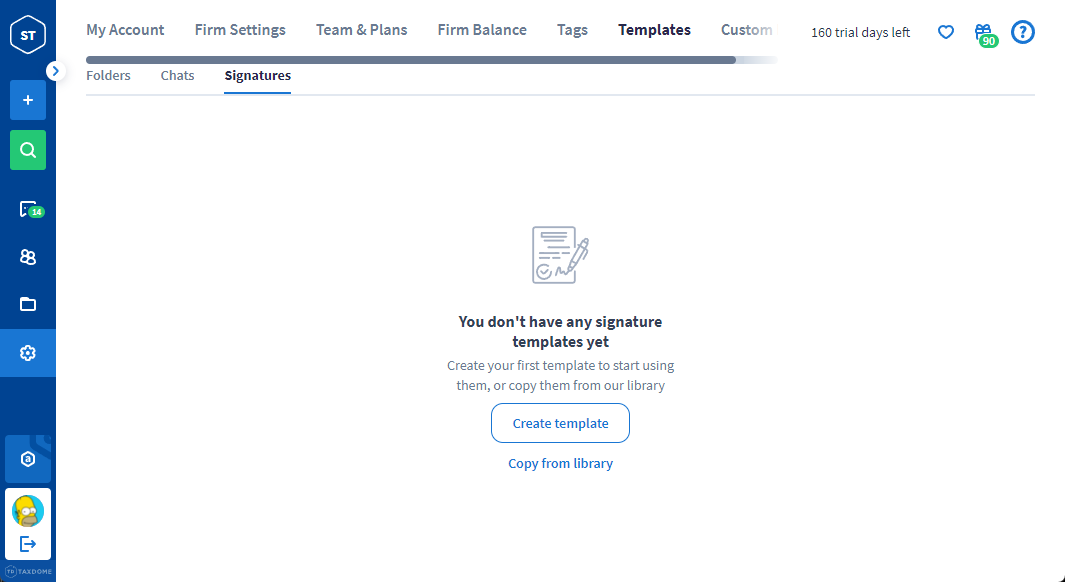 ST
My Account Firm Settings Team & Plans Firm Balance Tags Templates Custom
160 trial days left
90
?
Folders Chats Signatures
+
14
You don't have any signature
templates yet
Create your first template to start using
them, or copy them from our library
Create template
Copy from library
a
TD TAXDOME